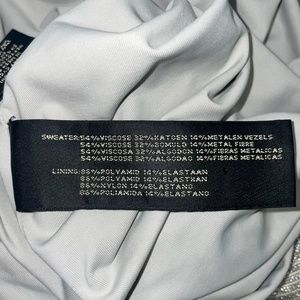 SWEATER:54%VISCOSE 32%KATOEN 14%METALEN VEZELS
54%VISCOSE 32%BOMULD 14%METAL FIBRE
54%VISCOSA 32%ALGODON 14%FIBRAS METALICAS
54%VISCOSE 32%ALGODAO 14%FIBRAS METALICAS
LINING:86%POLYAMID 14%ELASTAAN
86%POLYAMID 14%ELASTHAN
86%NYLON 14%ELASTANO
86%POLIAMIDA 14%ELASTANO